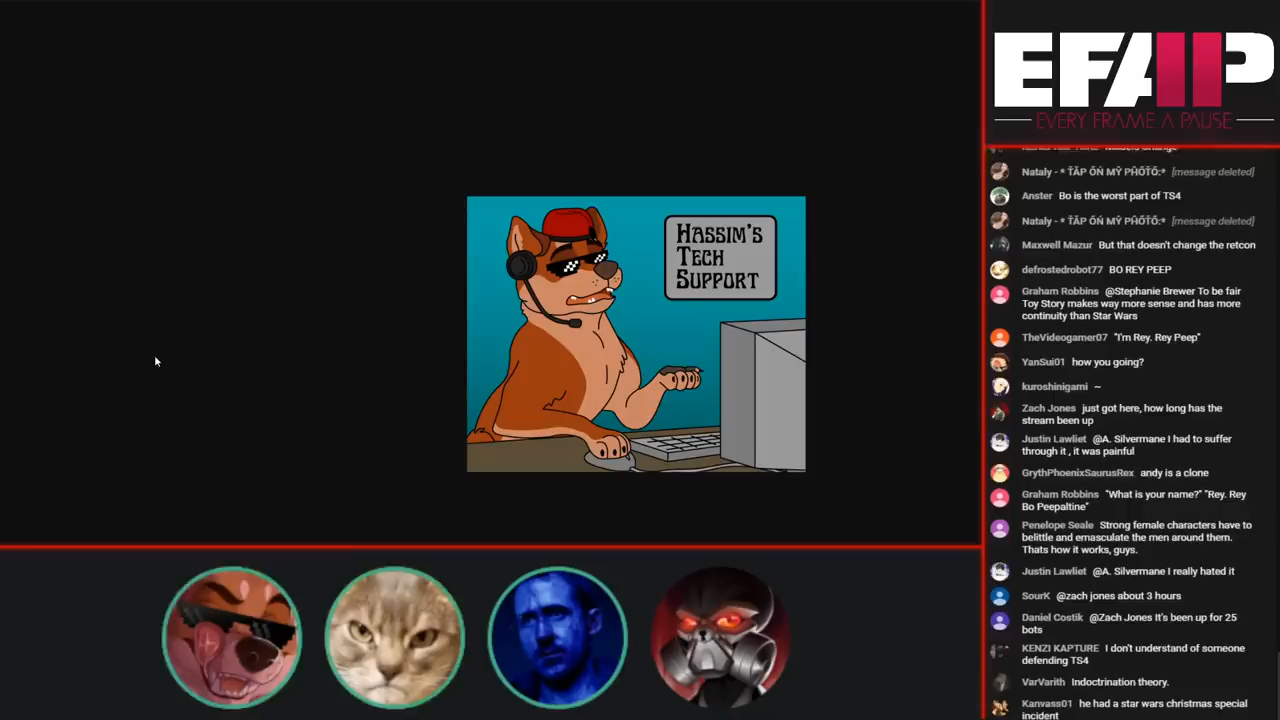 HASSIM'S
TECH
SUPPORT
EFAP
EVERY FRAME A PAUSE
Nataly - * ŤÁP ŐŃ MŶ PĤŐŤŐ:* [message deleted]
Anster Bo is the worst part of TS4
Nataly - * ŤÁP ŐŃ MŶ PĤŐŤŐ:* [message deleted]
Maxwell Mazur But that doesn't change the retcon
defrostedrobot77 BO REY PEEP
Graham Robbins @Stephanie Brewer To be fair
Toy Story makes way more sense and has more
continuity than Star Wars
TheVideogamer07 "I'm Rey. Rey Peep"
YanSui01 how you going?
kuroshinigami ~
Zach Jones just got here, how long has the
stream been up
Justin Lawliet @A. Silvermane I had to suffer
through it , it was painful
GrythPhoenixSaurusRex andy is a clone
Graham Robbins "What is your name?" "Rey. Rey
Bo Peepaltine"
Penelope Seale Strong female characters have to
belittle and emasculate the men around them.
Thats how it works, guys.
Justin Lawliet @A. Silvermane I really hated it
SourK @zach jones about 3 hours
Daniel Costik @Zach Jones It's been up for 25
bots
KENZI KAPTURE I don't understand of someone
defending TS4
VarVarith Indoctrination theory.
Kanvass01 he had a star wars christmas special
incident